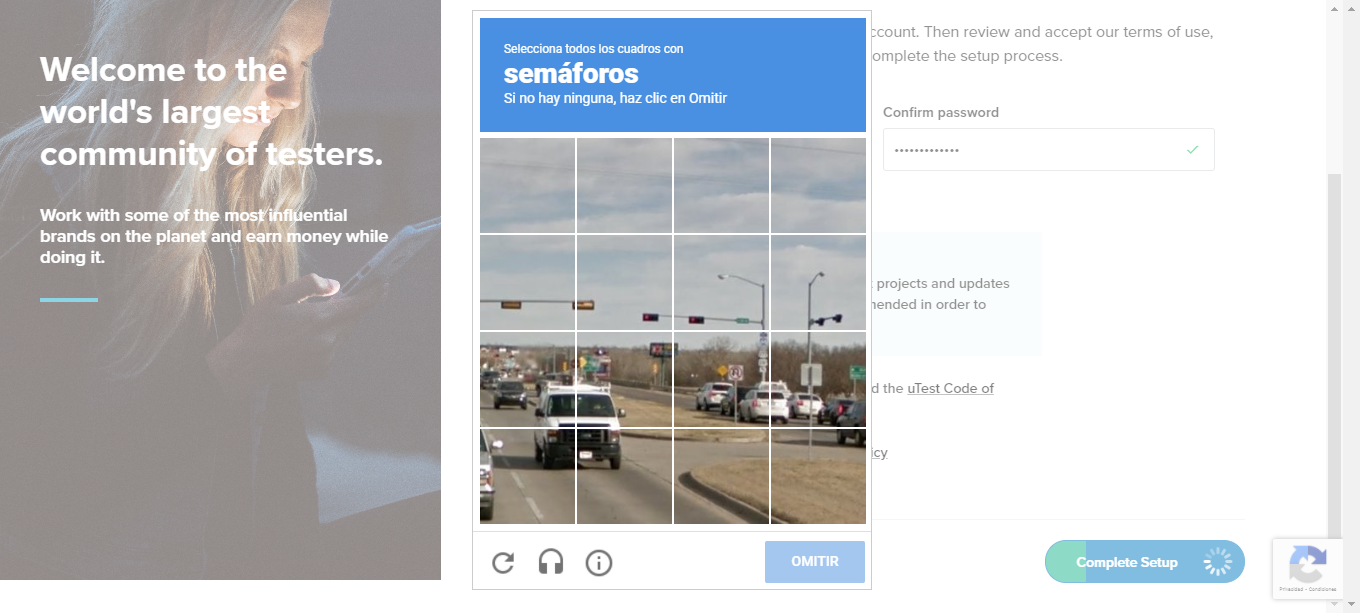 Welcome to the
world's largest
community of testers.
Work with some of the most influential
brands on the planet and earn money while
doing it.
Selecciona todos los cuadros con
semáforos
Si no hay ninguna, haz clic en Omitir
OMITIR
ccount. Then review and accept our terms of use,
omplete the setup process.
Confirm password
•••••••••••••
projects and updates
nended in order to
d the uTest Code of
icy
Complete Setup
Privacidad - Condiciones